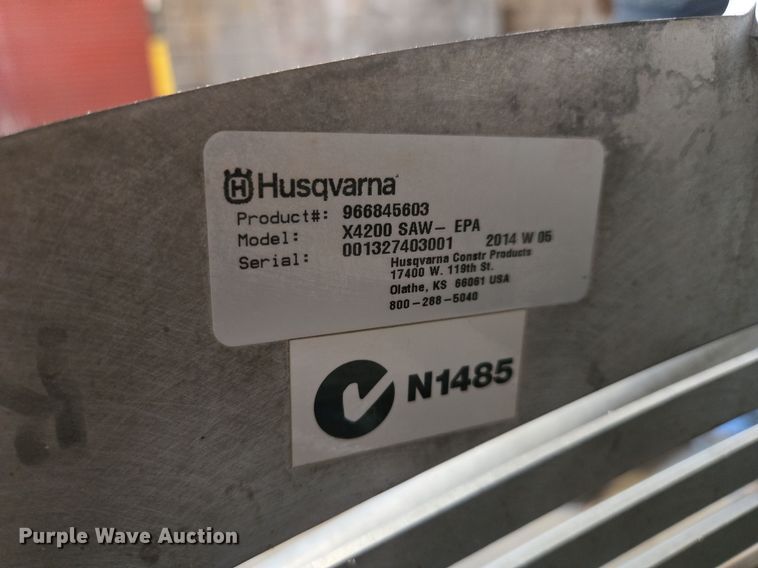 Husqvarna
Product#: 966845603
Model: X4200 SAW- EPA
Serial: 001327403001 2014 W 05
Husqvarna Constr Products
17400 W. 119th St.
Olathe, KS 66061 USA
800-288-5040
N1485
Purple Wave Auction